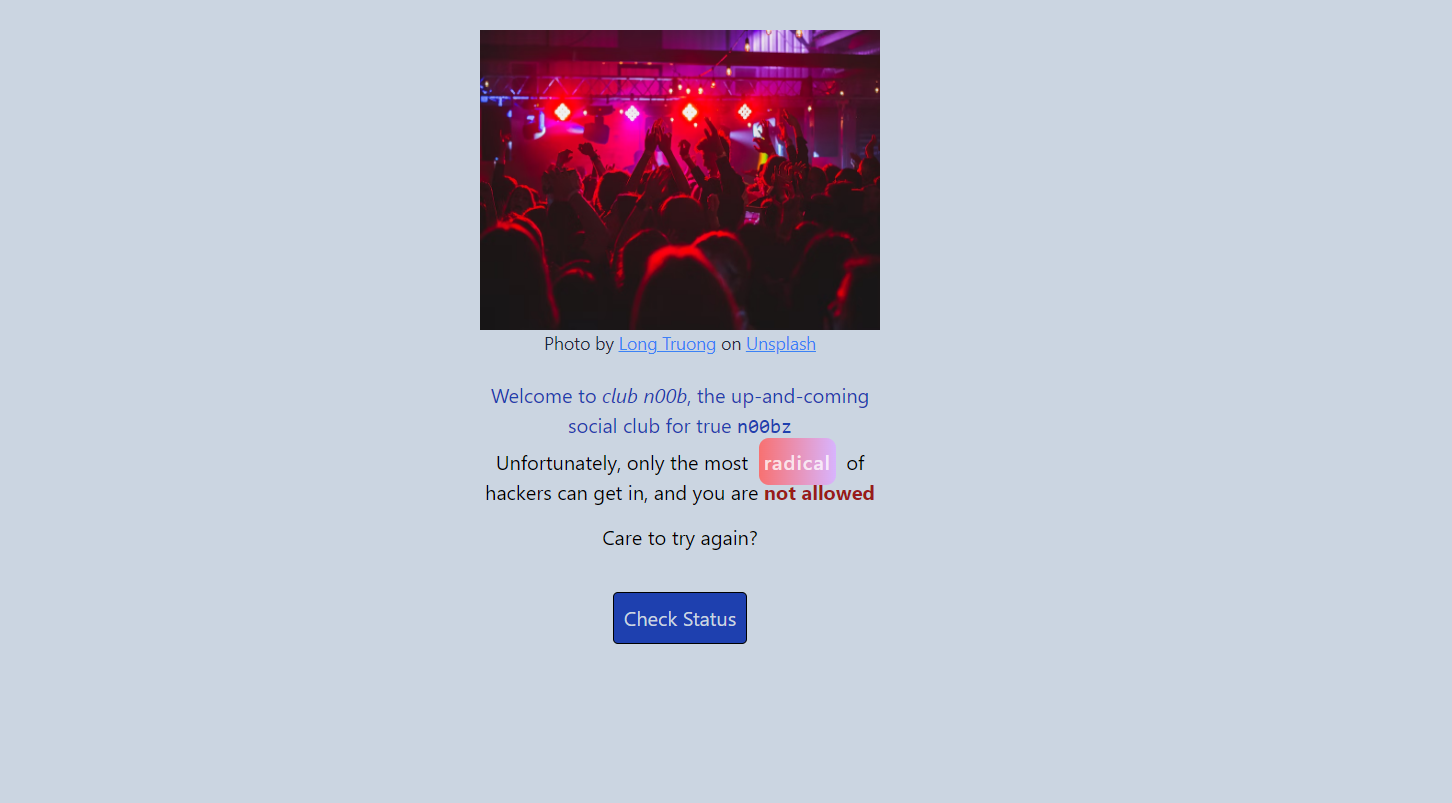 Photo by Long Truong on Unsplash
Welcome to club n00b, the up-and-coming
social club for true n00bz
Unfortunately, only the most radical of
hackers can get in, and you are not allowed
Care to try again?
Check Status